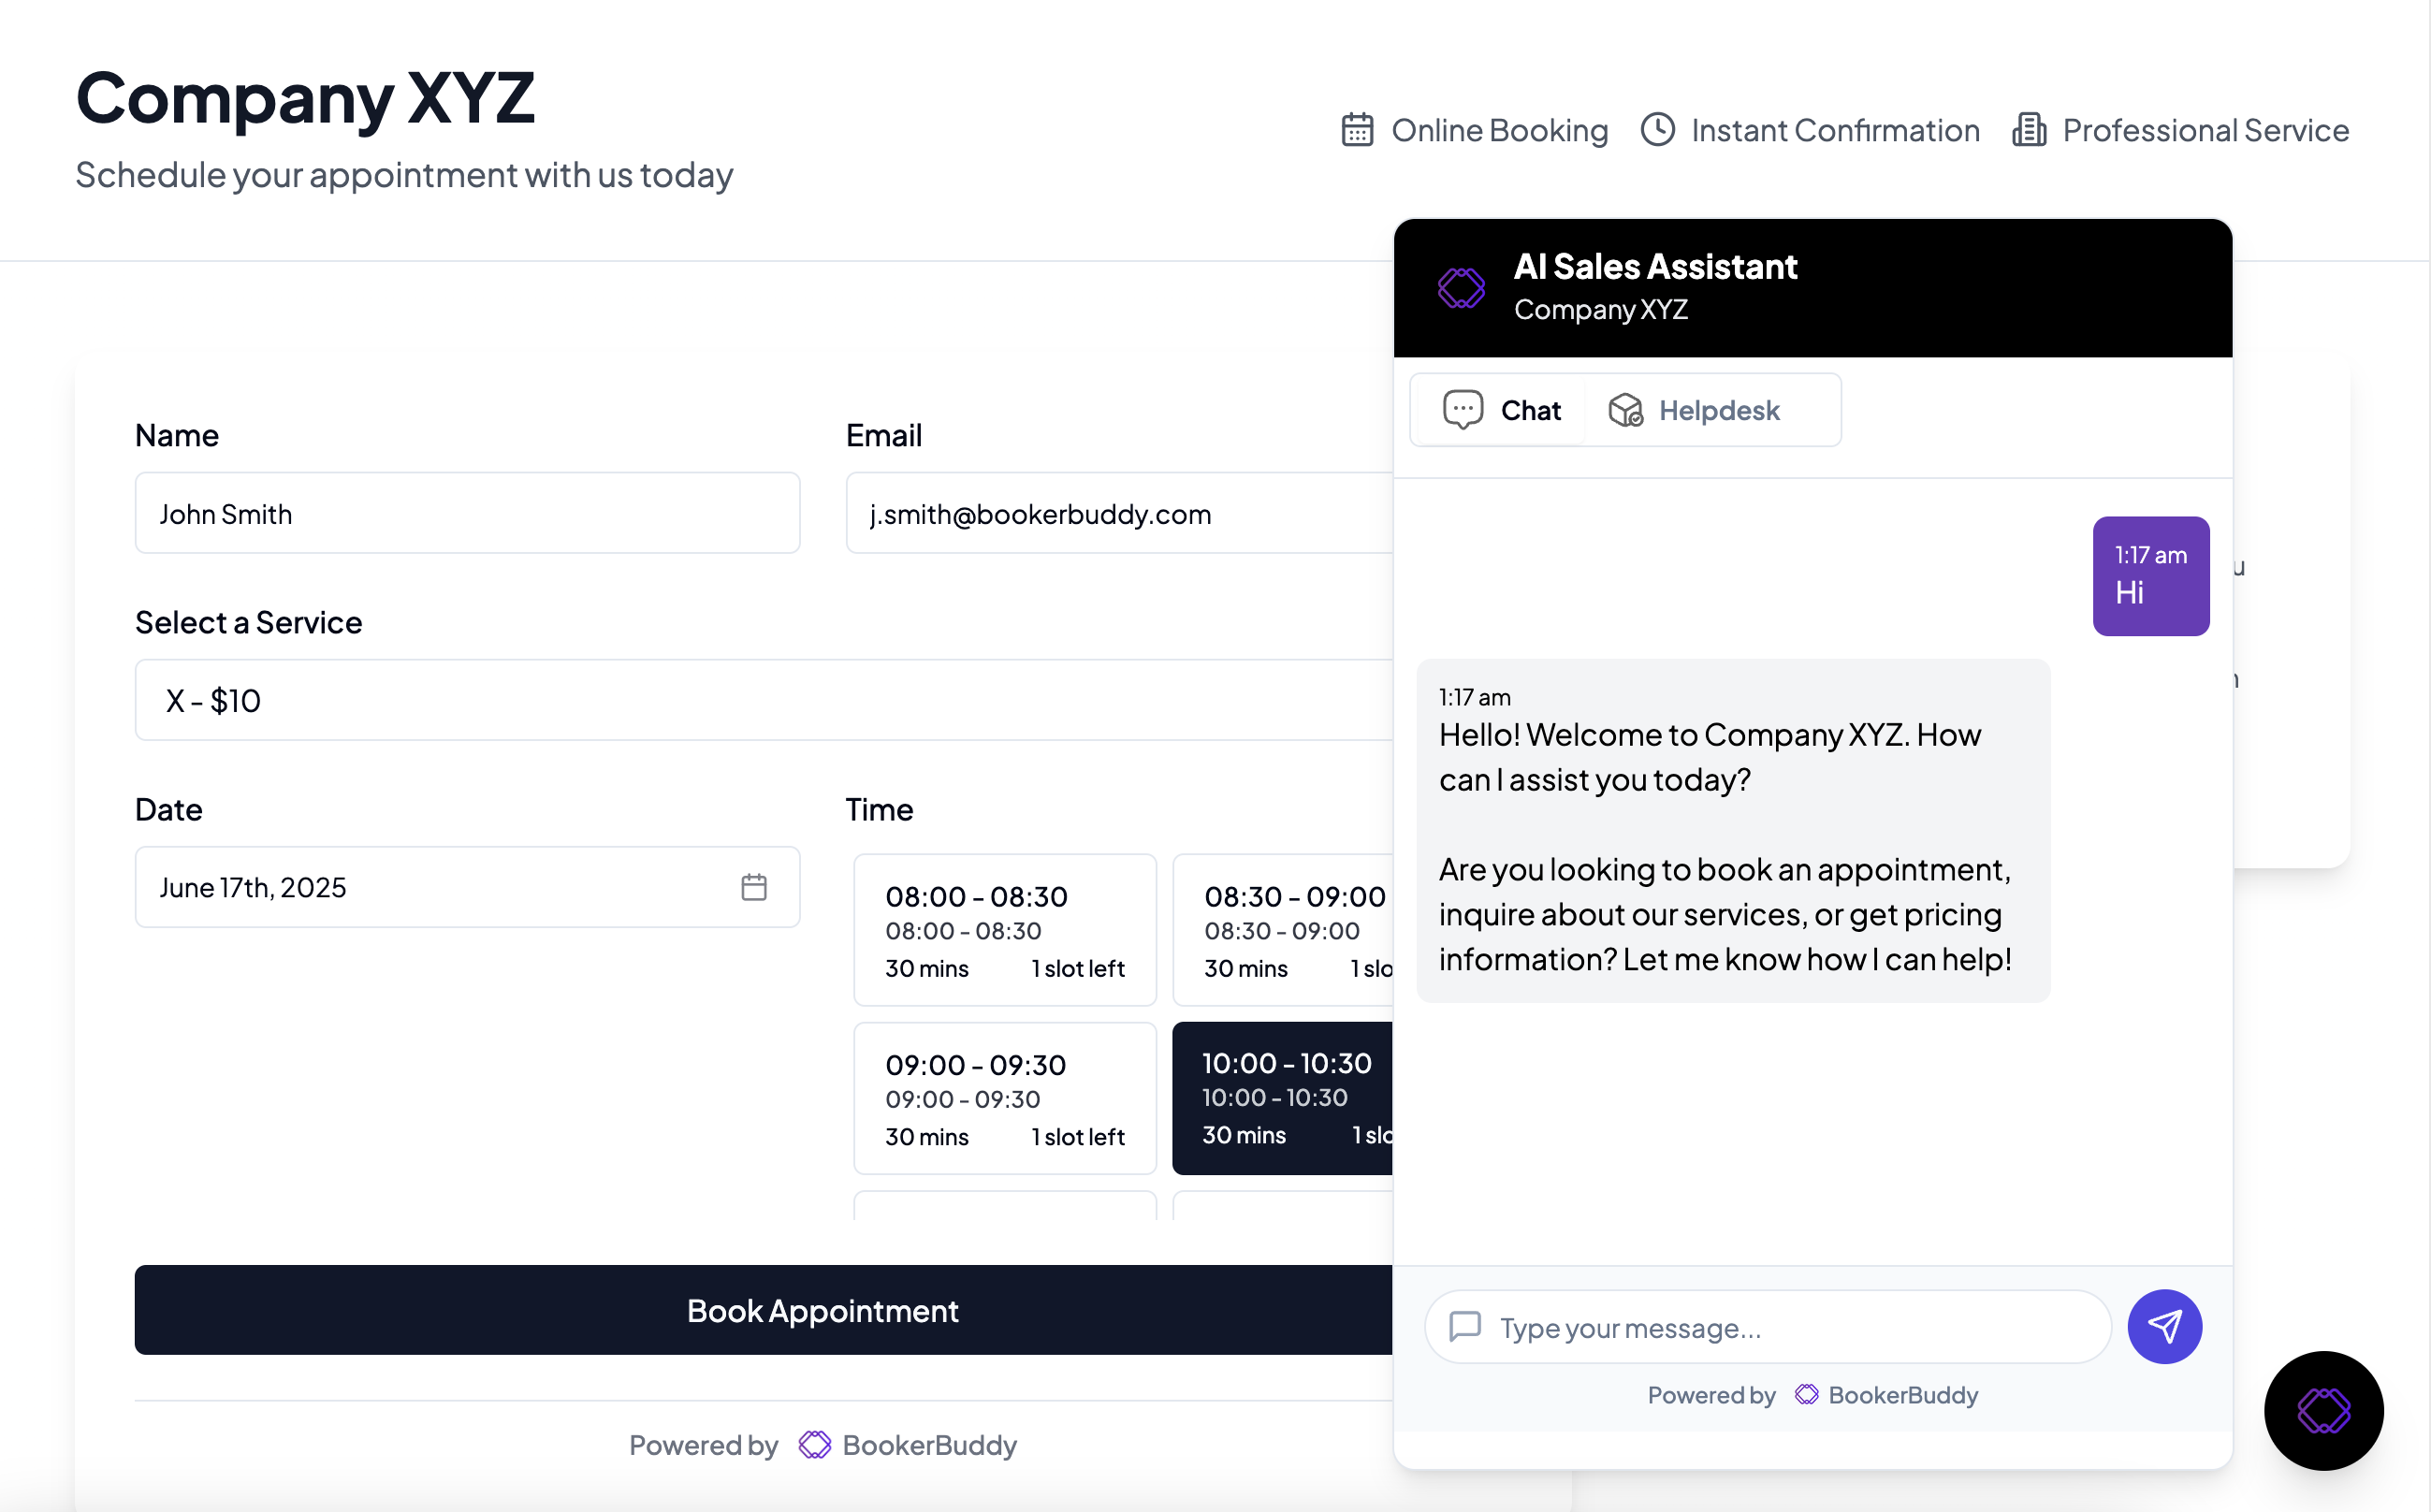 Company XYZ
Schedule your appointment with us today
Online Booking
Instant Confirmation
Professional Service
Name
John Smith
Email
j.smith@bookerbuddy.com
Select a Service
X - $10
Date
June 17th, 2025
Time
08:00 - 08:30
08:00 - 08:30
30 mins 1 slot left
08:30 - 09:00
08:30 - 09:00
30 mins 1 slo
09:00 - 09:30
09:00 - 09:30
30 mins 1 slot left
10:00 - 10:30
10:00 - 10:30
30 mins 1 slo
Book Appointment
Powered by BookerBuddy
AI Sales Assistant
Company XYZ
Chat
Helpdesk
1:17 am
Hi
1:17 am
Hello! Welcome to Company XYZ. How
can I assist you today?
Are you looking to book an appointment,
inquire about our services, or get pricing
information? Let me know how I can help!
Type your message...
Powered by BookerBuddy